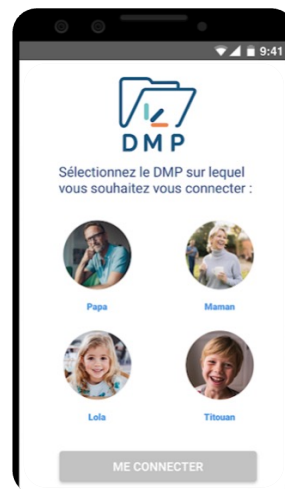 9:41
DMP
Sélectionnez le DMP sur lequel
vous souhaitez vous connecter :
Papa
Maman
Lola
Titouan
ME CONNECTER